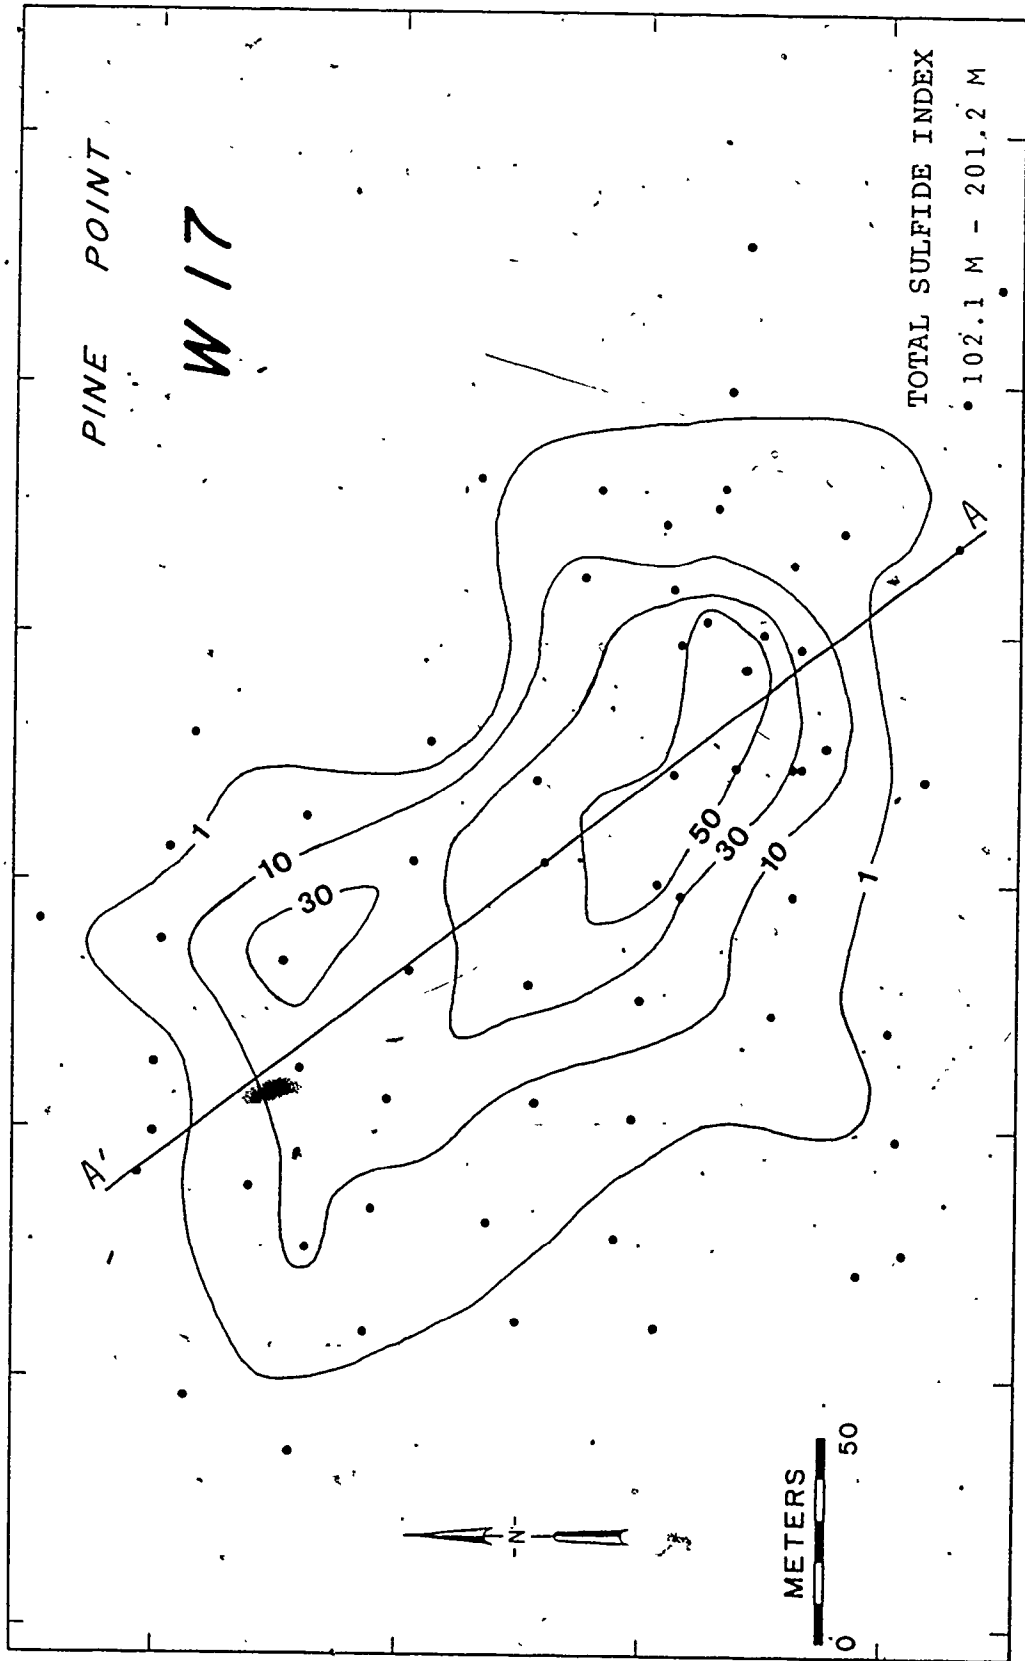 PINE POINT
W 17
A'
1
10
30
50
30
10
1
A
-N-
METERS
0 50
TOTAL SULFIDE INDEX
102.1 M - 201.2 M